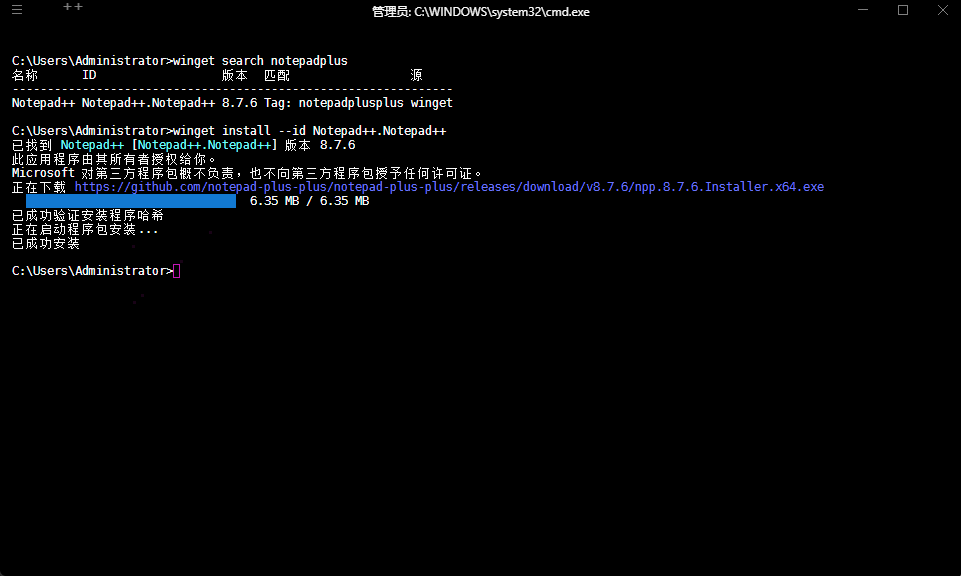 管理员: C:\WINDOWS\system32\cmd.exe
C:\Users\Administrator>winget search notepadplus
名称 ID 版本 匹配 源
---------------------------------------------------------------
Notepad++ Notepad++.Notepad++ 8.7.6 Tag: notepadplusplus winget
C:\Users\Administrator>winget install --id Notepad++.Notepad++
已找到 Notepad++ [Notepad++.Notepad++] 版本 8.7.6
此应用程序由其所有者授权给你。
Microsoft 对第三方程序包概不负责，也不向第三方程序包授予任何许可证。
正在下载 https://github.com/notepad-plus-plus/notepad-plus-plus/releases/download/v8.7.6/npp.8.7.6.Installer.x64.exe
6.35 MB / 6.35 MB
已成功验证安装程序哈希
正在启动程序包安装...
已成功安装
C:\Users\Administrator>